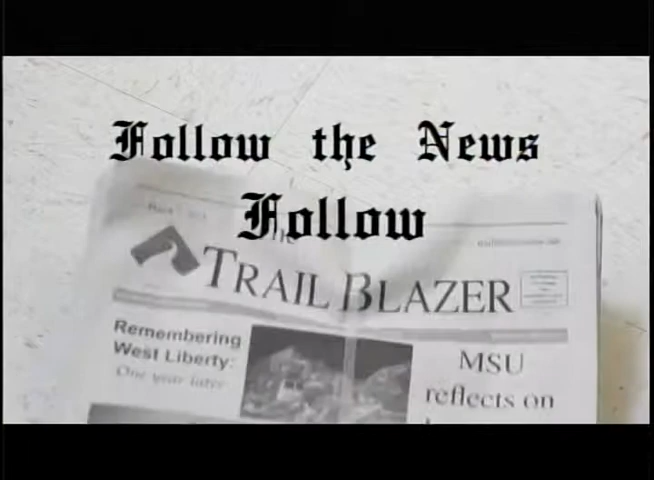 Follow the News
Follow
The
TRAIL BLAZER
Remembering
West Liberty:
One year later
MSU
reflects on